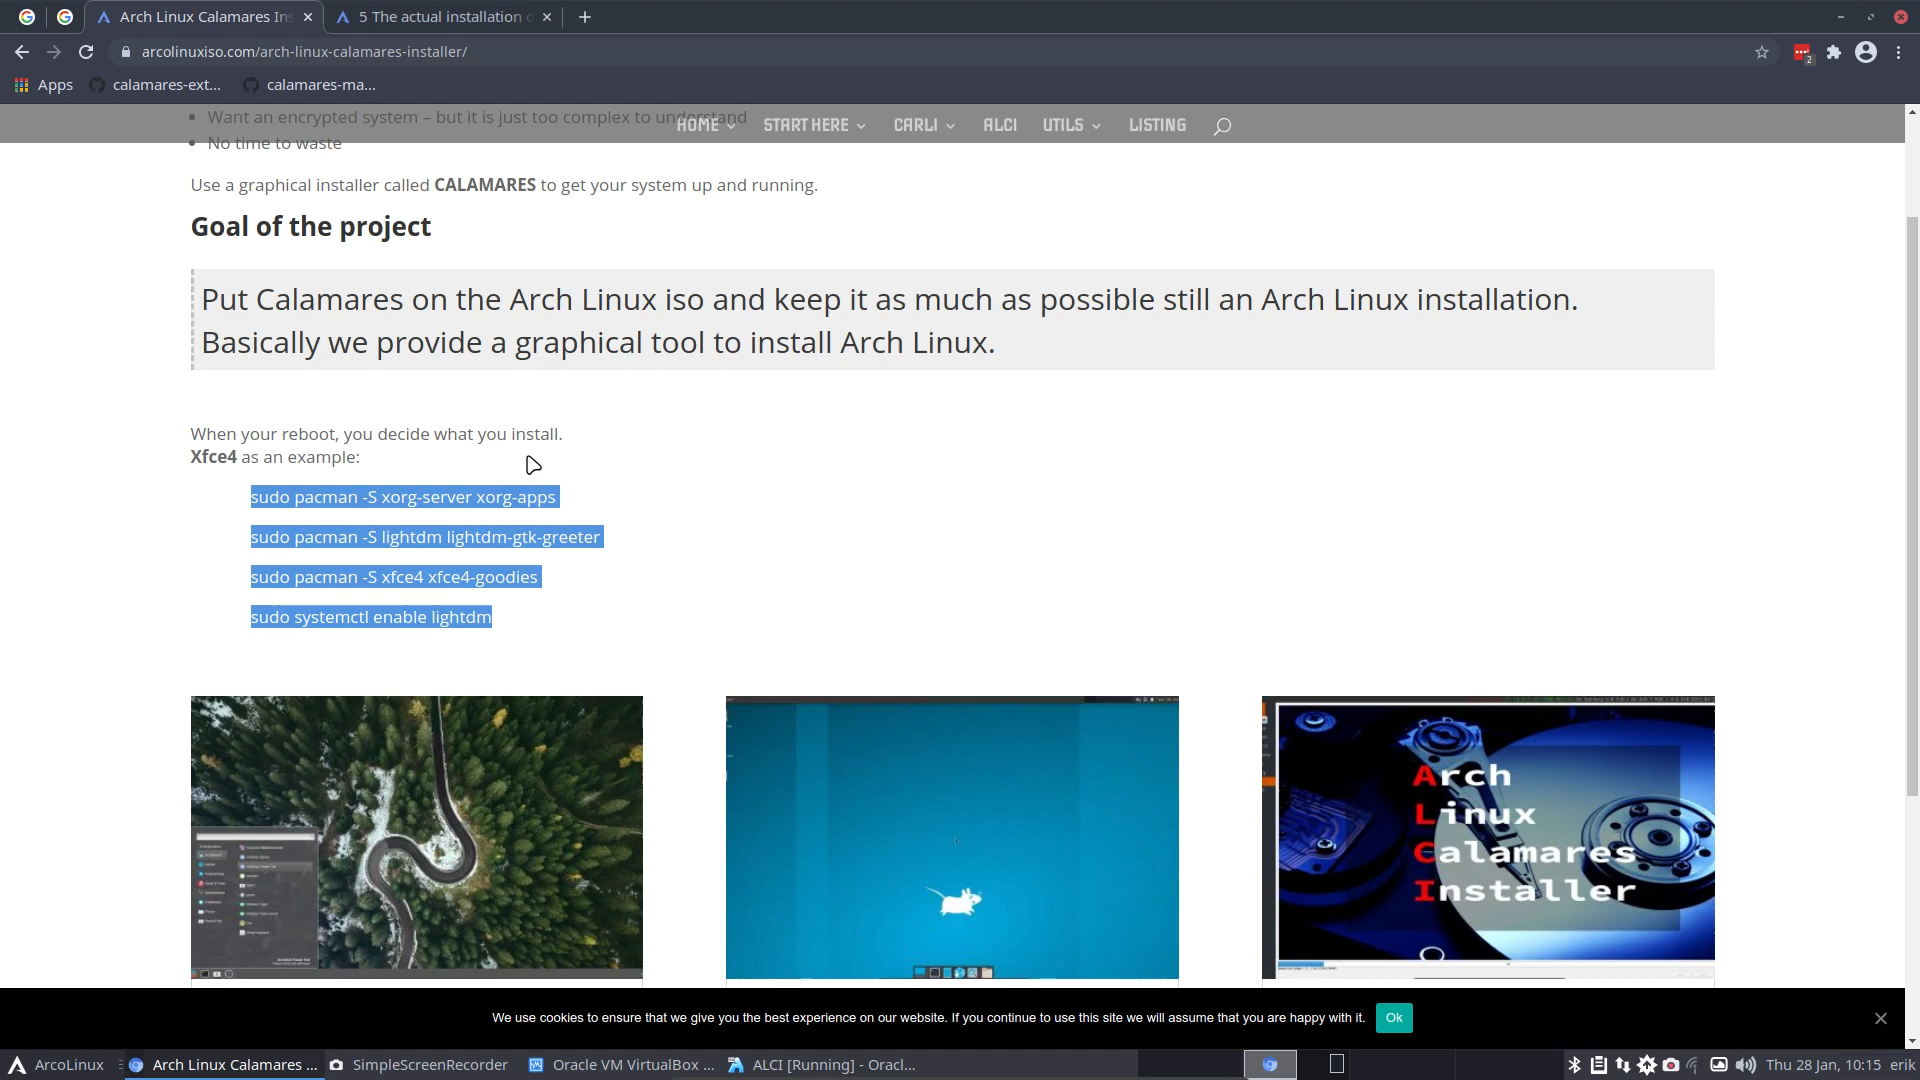 Arch Linux Calamares Ins
5 The actual installation o
arcolinuxiso.com/arch-linux-calamares-installer/
2
Apps
calamares-ext...
calamares-ma...
Want an encrypted system – but it is just too complex to understand
HOME
START HERE
CARLI
ALCI
UTILS
LISTING
No time to waste
Use a graphical installer called CALAMARES to get your system up and running.
Goal of the project
Put Calamares on the Arch Linux iso and keep it as much as possible still an Arch Linux installation.
Basically we provide a graphical tool to install Arch Linux.
When your reboot, you decide what you install.
Xfce4 as an example:
sudo pacman -S xorg-server xorg-apps
sudo pacman -S lightdm lightdm-gtk-greeter
sudo pacman -S xfce4 xfce4-goodies
sudo systemctl enable lightdm
Arch
Linux
Calamares
Installer
We use cookies to ensure that we give you the best experience on our website. If you continue to use this site we will assume that you are happy with it.
Ok
ArcoLinux
Arch Linux Calamares ...
SimpleScreenRecorder
Oracle VM VirtualBox ...
ALCI [Running] - Oracl...
Thu 28 Jan, 10:15
erik